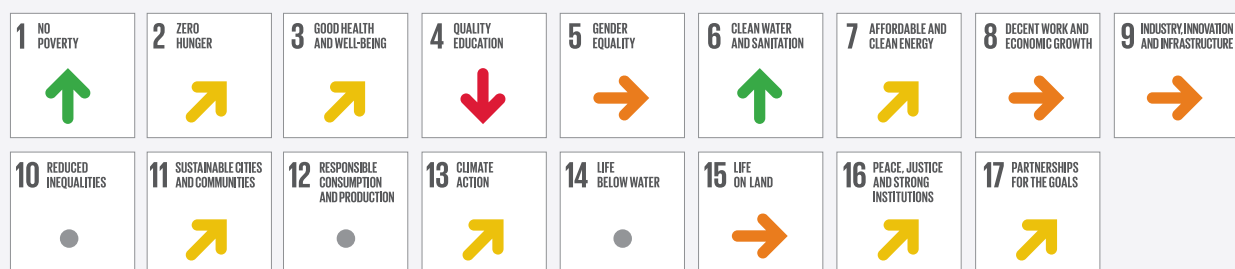 1 NO
POVERTY
2 ZERO
HUNGER
3 GOOD HEALTH
AND WELL-BEING
4 QUALITY
EDUCATION
5 GENDER
EQUALITY
6 CLEAN WATER
AND SANITATION
7 AFFORDABLE AND
CLEAN ENERGY
8 DECENT WORK AND
ECONOMIC GROWTH
9 INDUSTRY, INNOVATION
AND INFRASTRUCTURE
10 REDUCED
INEQUALITIES
11 SUSTAINABLE CITIES
AND COMMUNITIES
12 RESPONSIBLE
CONSUMPTION
AND PRODUCTION
13 CLIMATE
ACTION
14 LIFE
BELOW WATER
15 LIFE
ON LAND
16 PEACE, JUSTICE
AND STRONG
INSTITUTIONS
17 PARTNERSHIPS
FOR THE GOALS